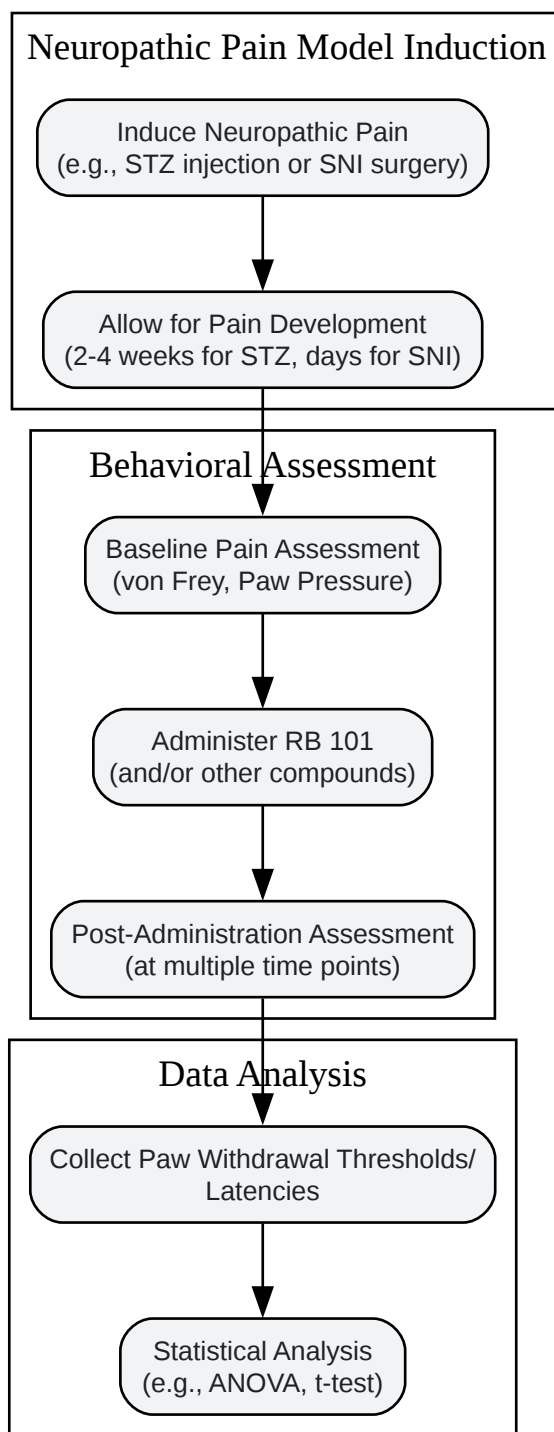 Neuropathic Pain Model Induction
Induce Neuropathic Pain
(e.g., STZ injection or SNI surgery)
Allow for Pain Development
(2-4 weeks for STZ, days for SNI)
Behavioral Assessment
Baseline Pain Assessment
(von Frey, Paw Pressure)
Administer RB 101
(and/or other compounds)
Post-Administration Assessment
(at multiple time points)
Data Analysis
Collect Paw Withdrawal Thresholds/
Latencies
Statistical Analysis
(e.g., ANOVA, t-test)